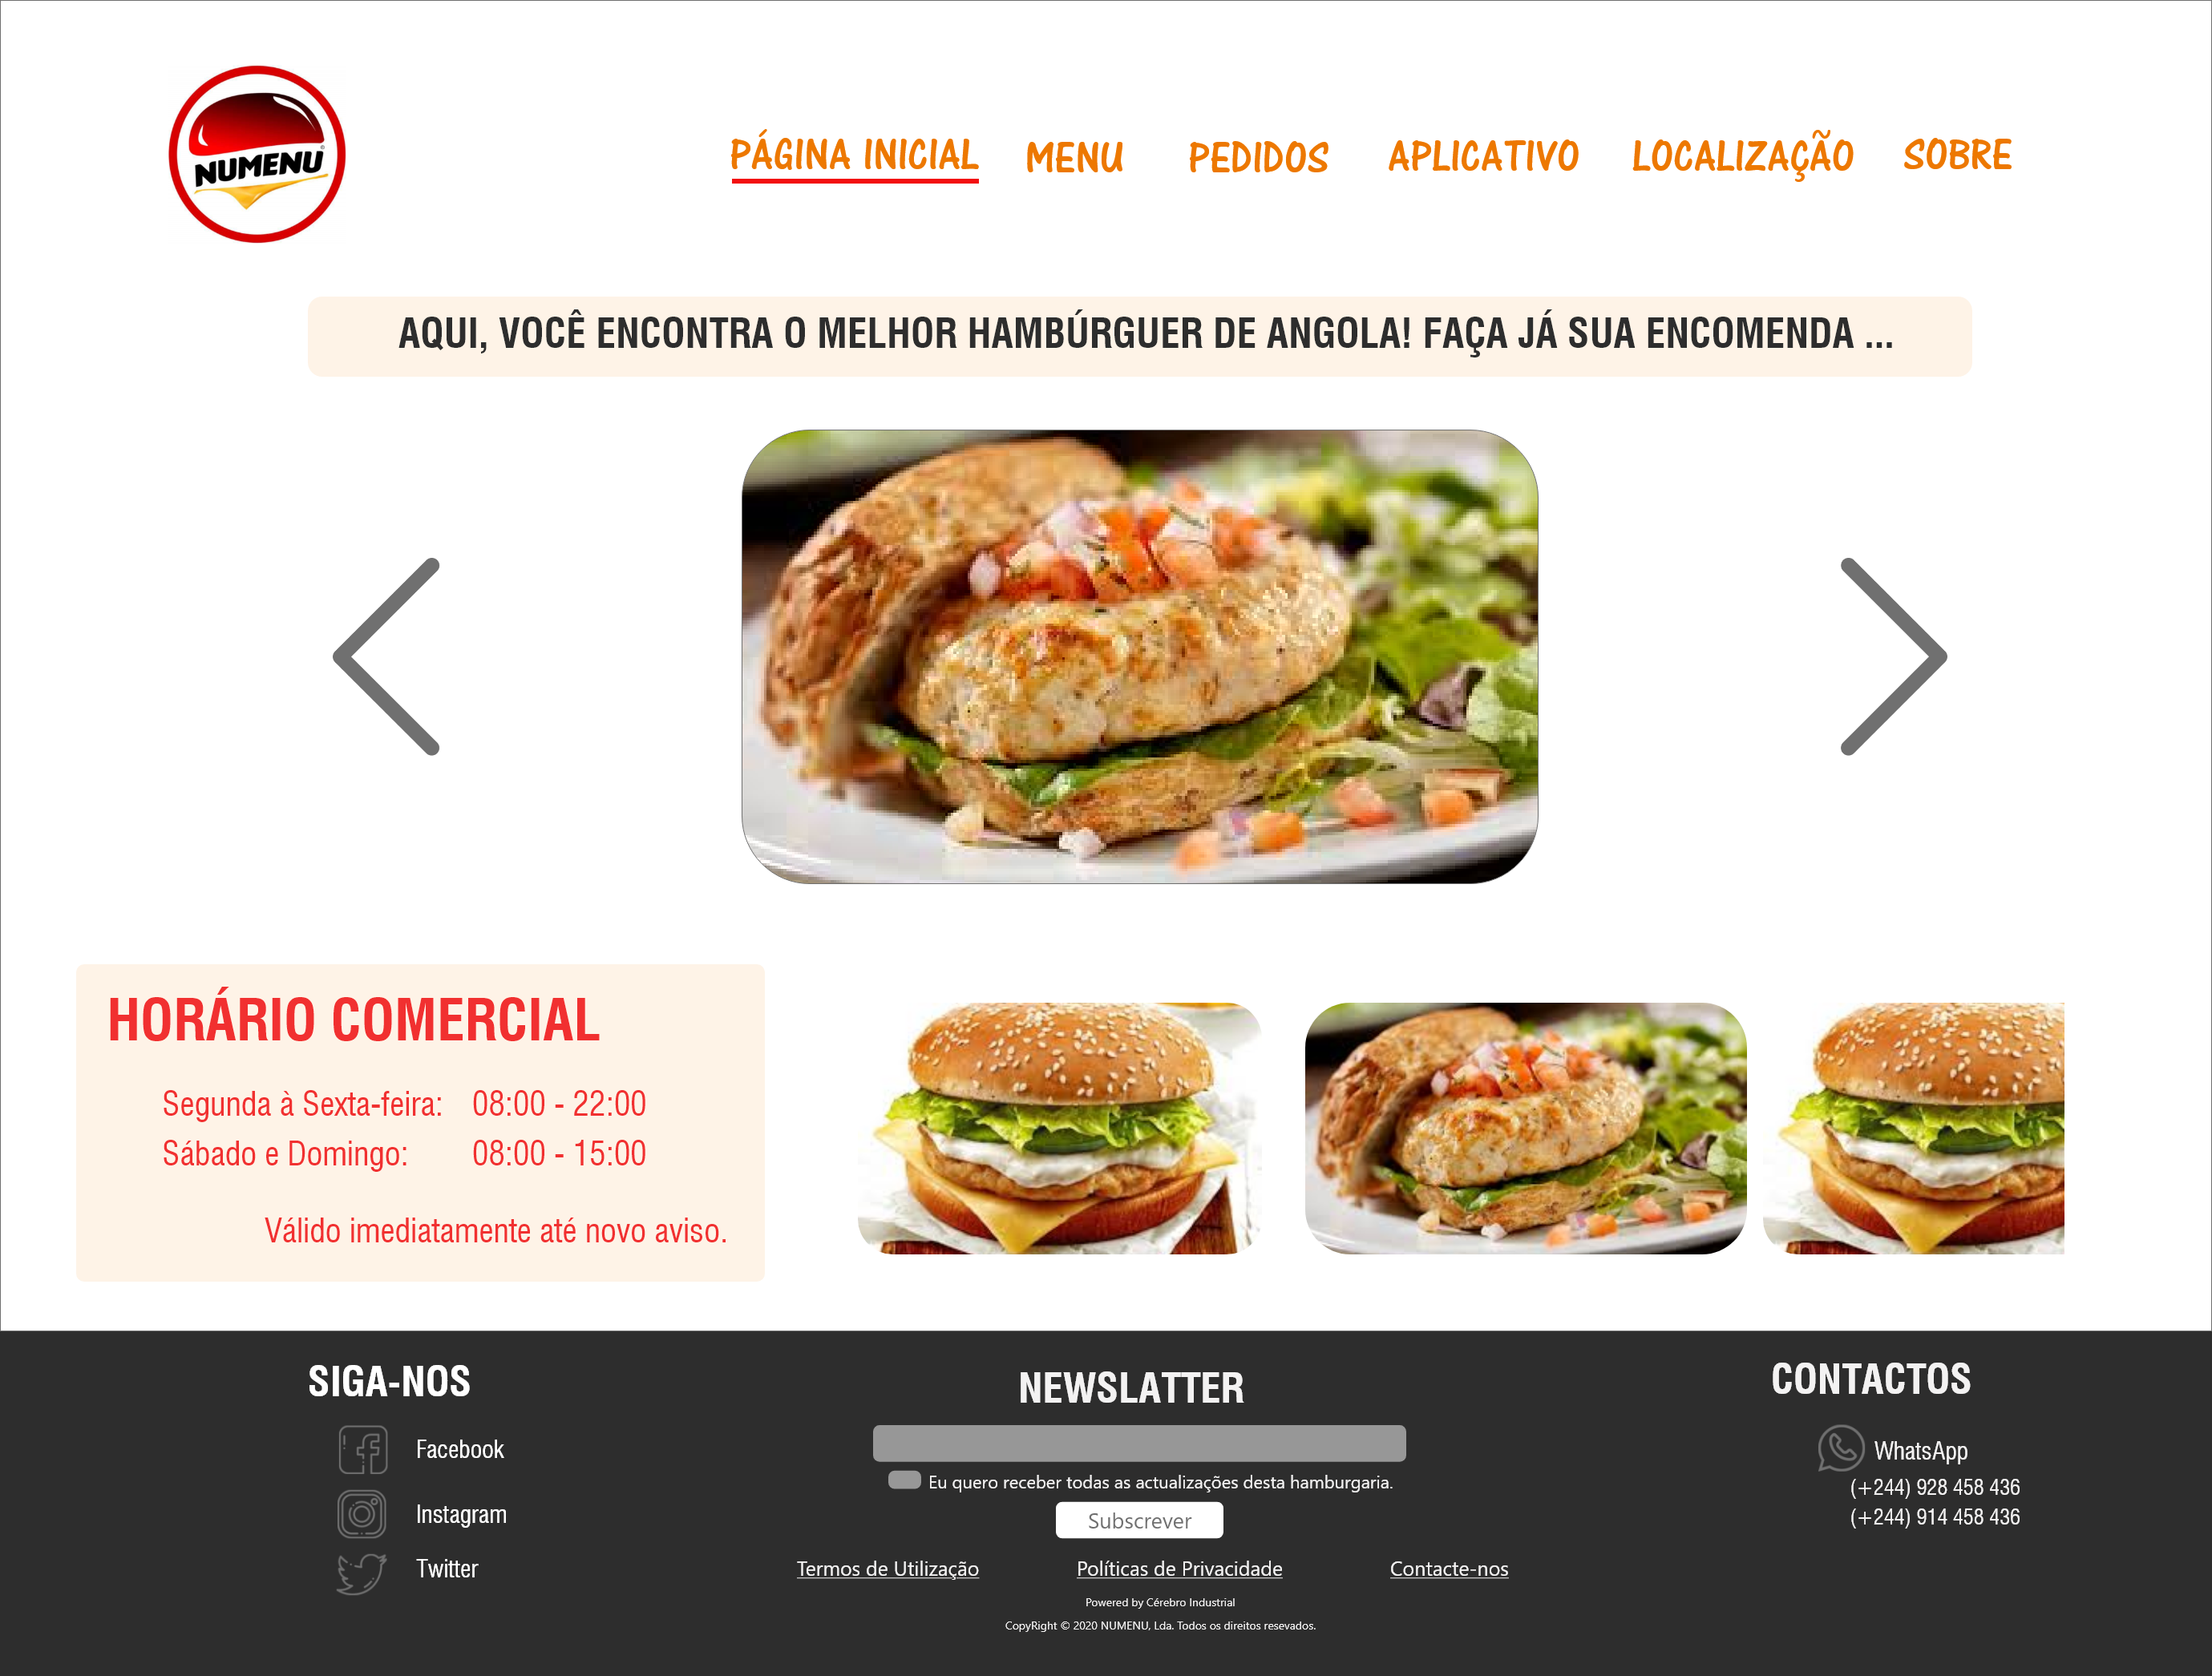 NUMENU
PÁGINA INICIAL MENU PEDIDOS APLICATIVO LOCALIZAÇÃO SOBRE
AQUI, VOCÊ ENCONTRA O MELHOR HAMBÚRGUER DE ANGOLA! FAÇA JÁ SUA ENCOMENDA ...
HORÁRIO COMERCIAL
Segunda à Sexta-feira: 08:00 - 22:00
Sábado e Domingo: 08:00 - 15:00
Válido imediatamente até novo aviso.
SIGA-NOS
Facebook
Instagram
Twitter
NEWSLATTER
Eu quero receber todas as actualizações desta hamburgaria.
Subscrever
Termos de Utilização Políticas de Privacidade Contacte-nos
Powered by Cérebro Industrial
CopyRight © 2020 NUMENU, Lda. Todos os direitos resevados.
CONTACTOS
WhatsApp
(+244) 928 458 436
(+244) 914 458 436